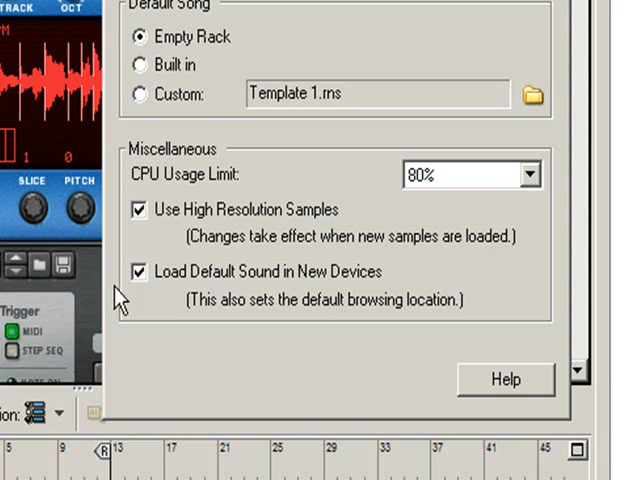 TRACK OCT
Default Song
Empty Rack
Built in
Custom: Template 1.rns
1 0
Miscellaneous
CPU Usage Limit: 80%
SLICE PITCH
Use High Resolution Samples
(Changes take effect when new samples are loaded.)
Load Default Sound in New Devices
(This also sets the default browsing location.)
Trigger
MIDI
STEP SEQ
Help
5 9 R 13 17 21 25 29 33 37 41 45